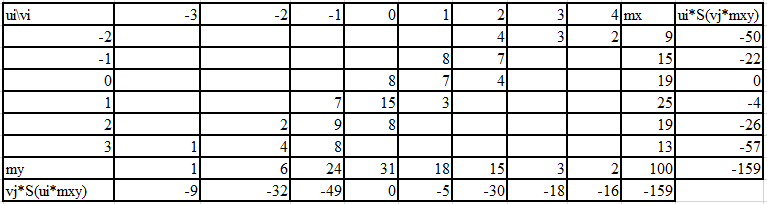 ui\vi -3 -2 -1 0 1 2 3 4 mx ui*S(vj*mxy)
-2 4 3 2 9 -50
-1 8 7 15 -22
0 8 7 4 19 0
1 7 15 3 25 -4
2 2 9 8 19 -26
3 1 4 8 13 -57
my 1 6 24 31 18 15 3 2 100 -159
vj*S(ui*mxy) -9 -32 -49 0 -5 -30 -18 -16 -159